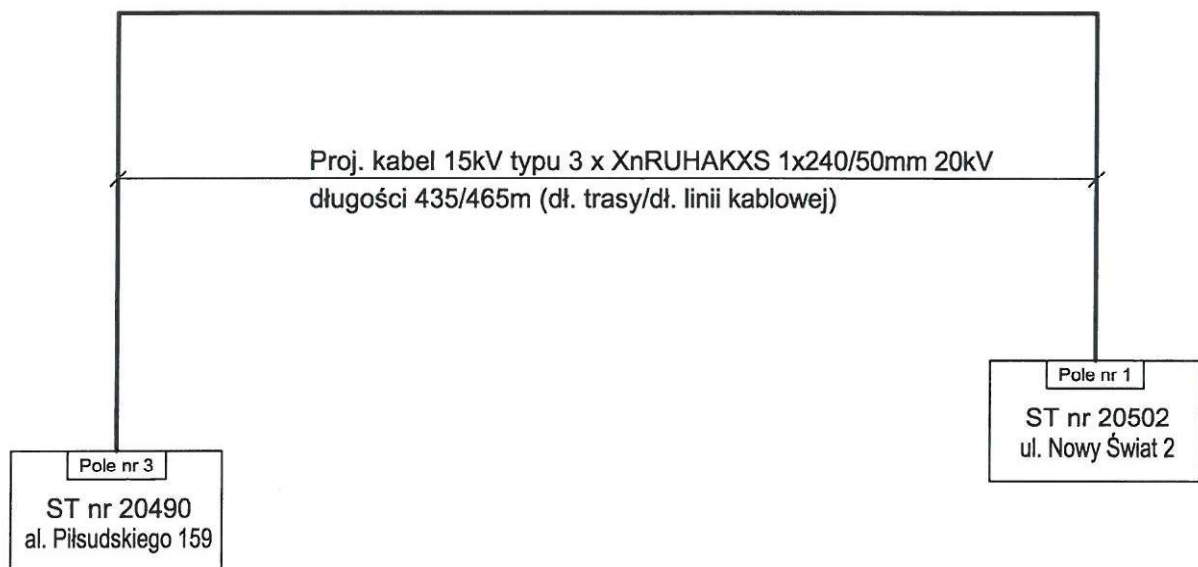 Proj. kabel 15kV typu 3 x XnRUHAKXS 1x240/50mm 20kV
długości 435/465m (dł. trasy/dł. linii kablowej)
Pole nr 1
ST nr 20502
ul. Nowy Świat 2
Pole nr 3
ST nr 20490
al. Piłsudskiego 159